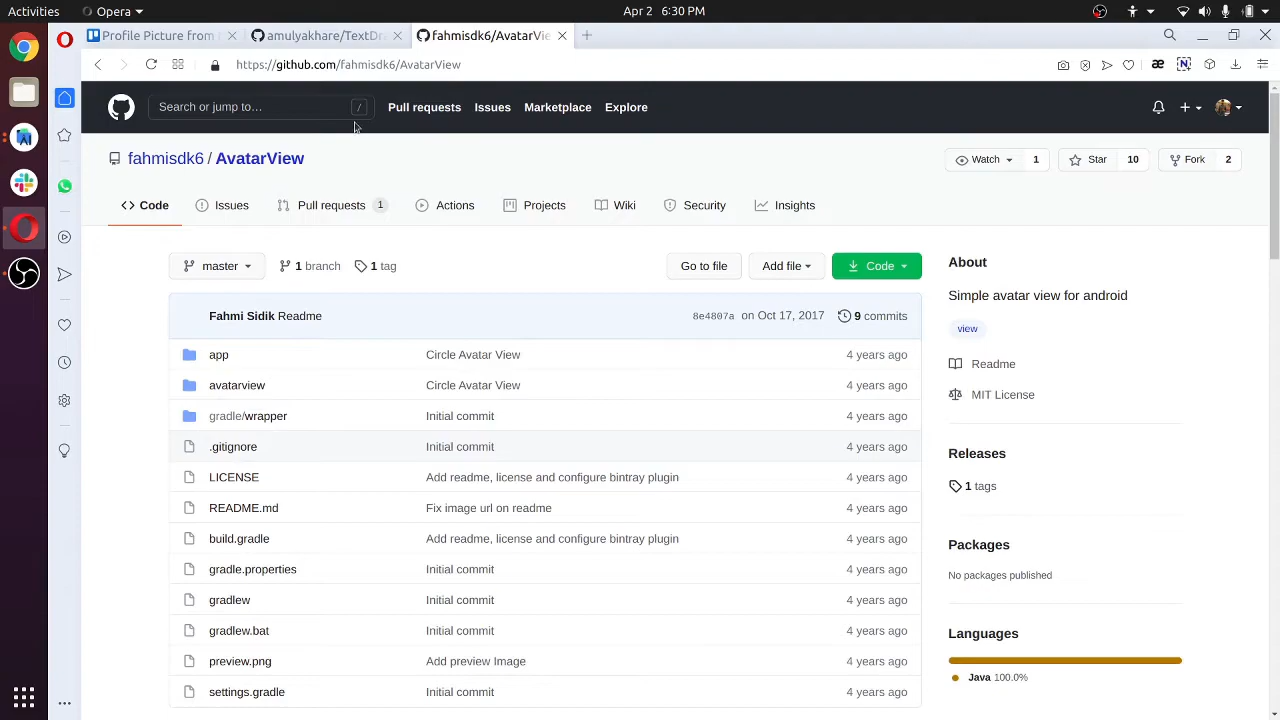 Activities
Opera
Apr 2 6:30 PM
Profile Picture from
amulyakhare/TextDra
fahmisdk6/AvatarVie
https://github.com/fahmisdk6/AvatarView
Search or jump to…
/
Pull requests
Issues
Marketplace
Explore
fahmisdk6 / AvatarView
Watch 1
Star 10
Fork 2
Code
Issues
Pull requests 1
Actions
Projects
Wiki
Security
Insights
master
1 branch
1 tag
Go to file
Add file
Code
Fahmi Sidik Readme 8e4807a on Oct 17, 2017 9 commits
app Circle Avatar View 4 years ago
avatarview Circle Avatar View 4 years ago
gradle/wrapper Initial commit 4 years ago
.gitignore Initial commit 4 years ago
LICENSE Add readme, license and configure bintray plugin 4 years ago
README.md Fix image url on readme 4 years ago
build.gradle Add readme, license and configure bintray plugin 4 years ago
gradle.properties Initial commit 4 years ago
gradlew Initial commit 4 years ago
gradlew.bat Initial commit 4 years ago
preview.png Add preview Image 4 years ago
settings.gradle Initial commit 4 years ago
About
Simple avatar view for android
view
Readme
MIT License
Releases
1 tags
Packages
No packages published
Languages
Java 100.0%